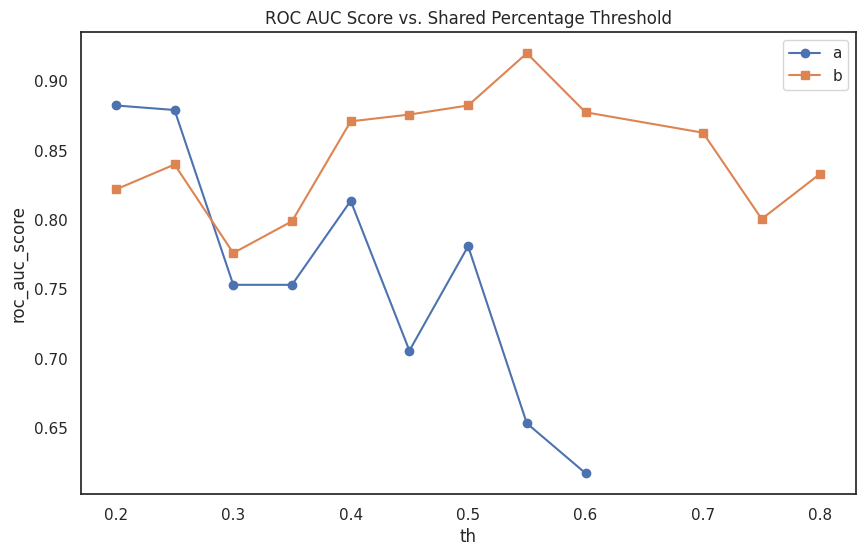 ROC AUC Score vs. Shared Percentage Threshold
a
b
0.90
0.85
0.80
0.75
0.70
0.65
roc_auc_score
0.2 0.3 0.4 0.5 0.6 0.7 0.8
th